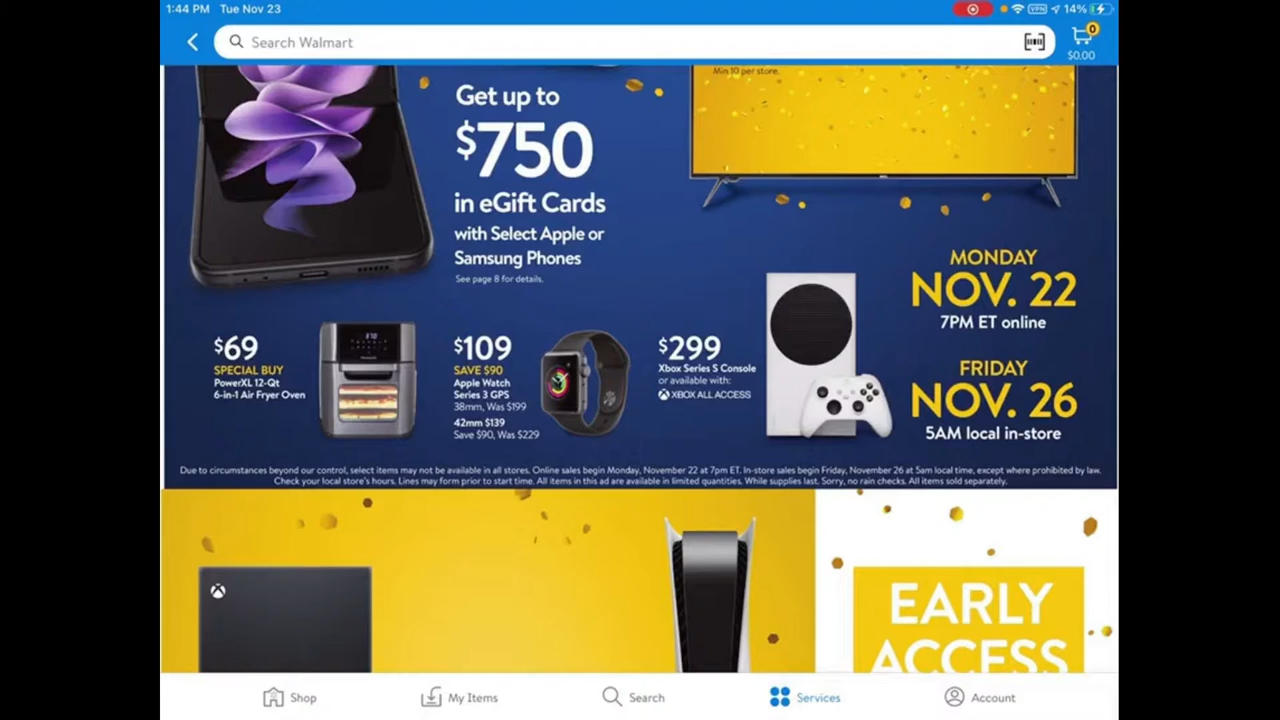 1:44 PM Tue Nov 23
VPN 14%
Search Walmart
0
$0.00
Min 10 per store.
Get up to
$750
in eGift Cards
with Select Apple or
Samsung Phones
See page 8 for details.
MONDAY
NOV. 22
7PM ET online
FRIDAY
NOV. 26
5AM local in-store
$69
SPECIAL BUY
PowerXL 12-Qt
6-in-1 Air Fryer Oven
$109
SAVE $90
Apple Watch
Series 3 GPS
38mm, Was $199
42mm $139
Save $90, Was $229
$299
Xbox Series S Console
or available with:
XBOX ALL ACCESS
Due to circumstances beyond our control, select items may not be available in all stores. Online sales begin Monday, November 22 at 7pm ET. In-store sales begin Friday, November 26 at 5am local time, except where prohibited by law.
Check your local store's hours. Lines may form prior to start time. All items in this ad are available in limited quantities. While supplies last. Sorry, no rain checks. All items sold separately.
EARLY
ACCESS
Shop
My Items
Search
Services
Account